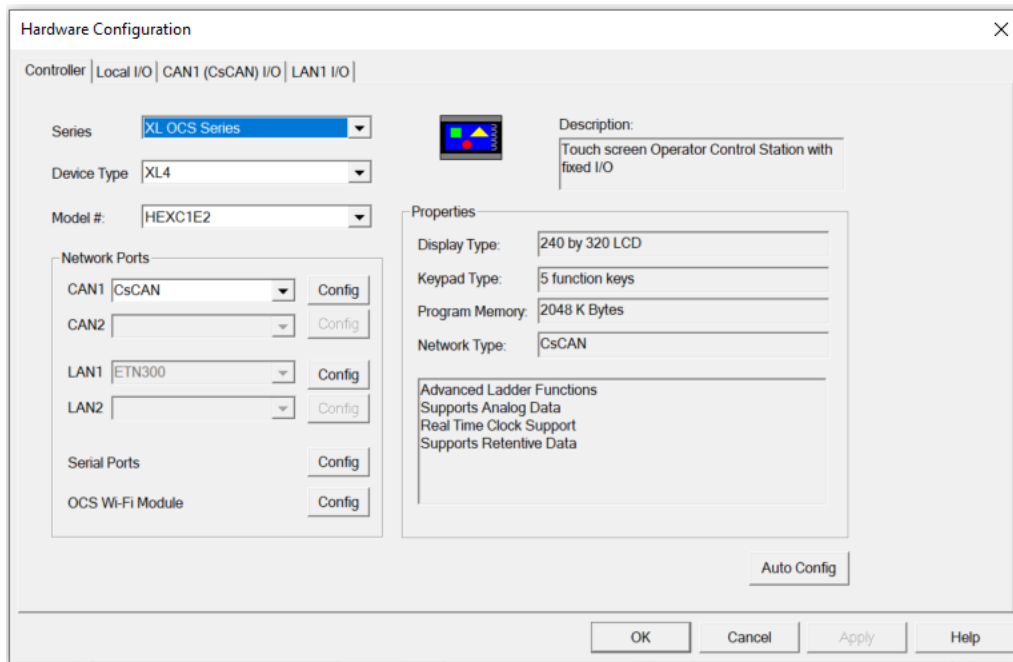 Hardware Configuration
Controller
Local I/O
CAN1 (CsCAN) I/O
LAN1 I/O
Series
XL OCS Series
Device Type
XL4
Model #:
HEXC1E2
Network Ports
CAN1
CsCAN
Config
CAN2
Config
LAN1
ETN300
Config
LAN2
Config
Serial Ports
Config
OCS Wi-Fi Module
Config
Description:
Touch screen Operator Control Station with
fixed I/O
Properties
Display Type:
240 by 320 LCD
Keypad Type:
5 function keys
Program Memory:
2048 K Bytes
Network Type:
CsCAN
Advanced Ladder Functions
Supports Analog Data
Real Time Clock Support
Supports Retentive Data
Auto Config
OK
Cancel
Apply
Help